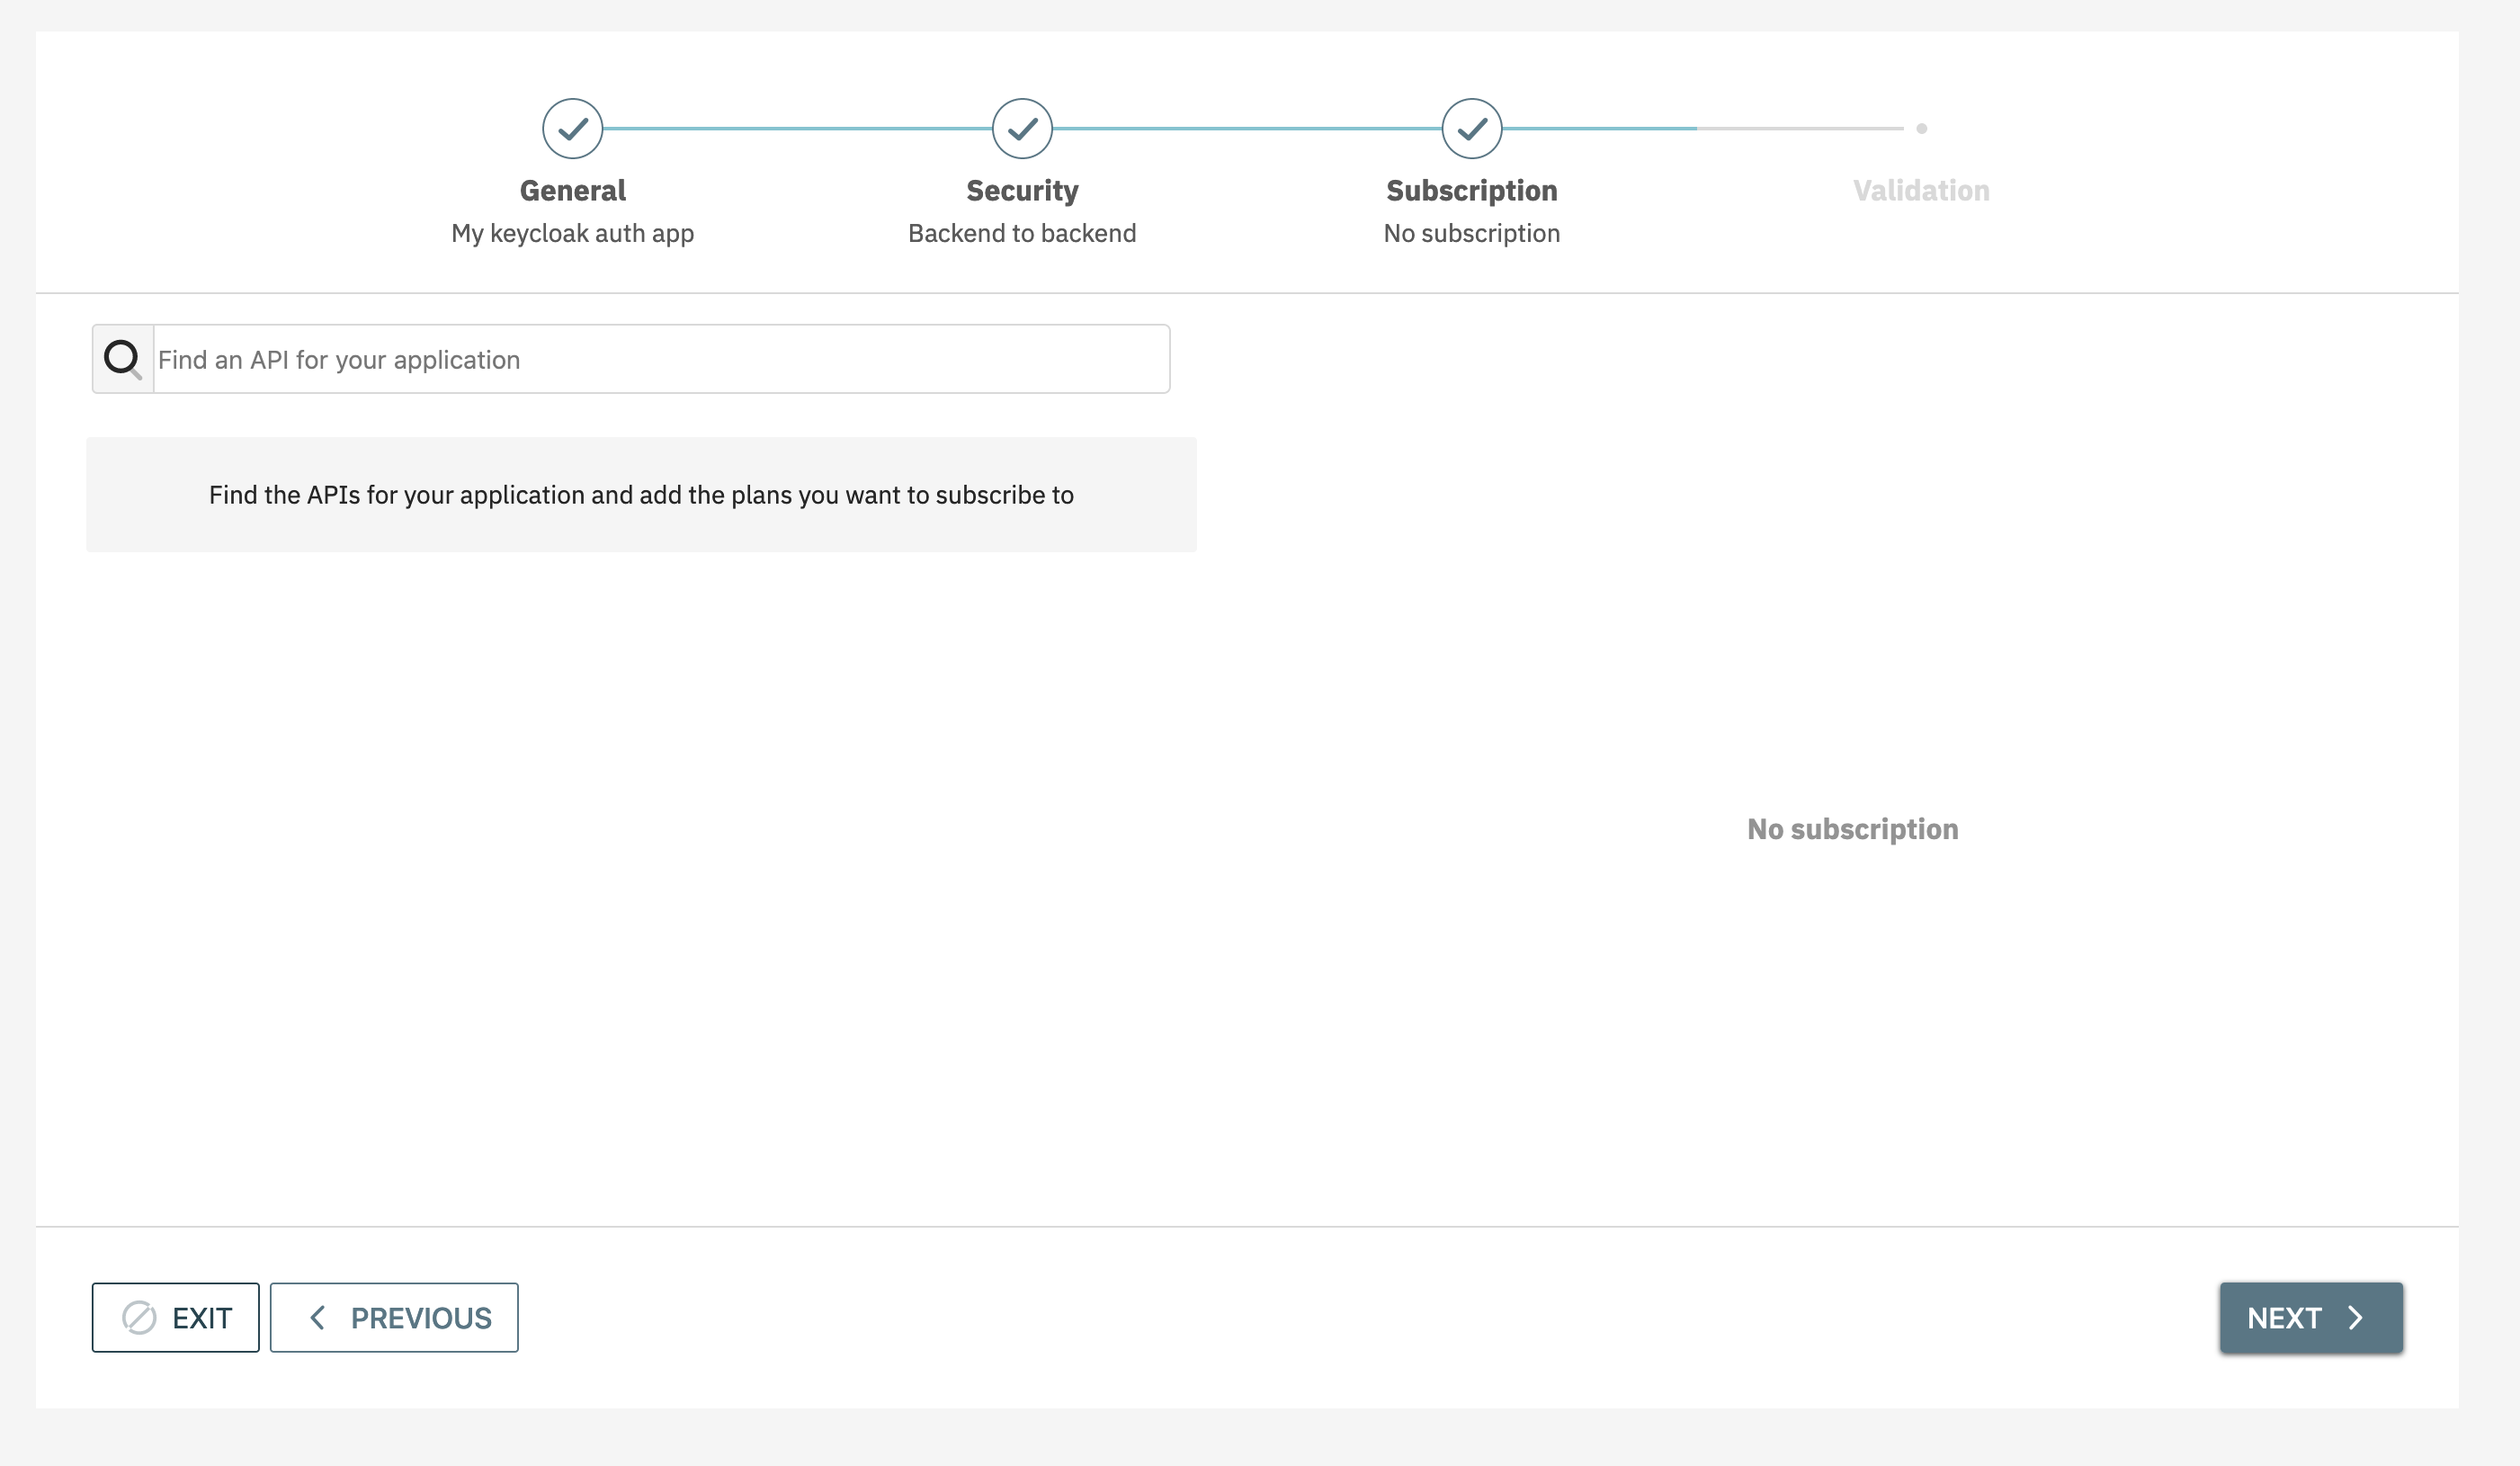 General
My keycloak auth app
Security
Backend to backend
Subscription
No subscription
Validation
Find an API for your application
Find the APIs for your application and add the plans you want to subscribe to
No subscription
EXIT
PREVIOUS
NEXT